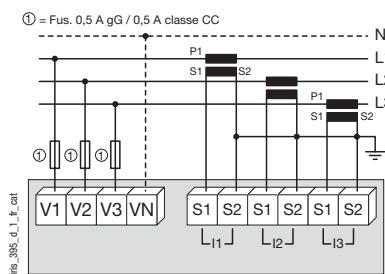 ① = Fus. 0,5 A gG / 0,5 A classe CC
N
P1
L1
S1 S2
L2
P1
L3
S1 S2
① ① ①
V1 V2 V3 VN S1 S2 S1 S2 S1 S2
I1 I2 I3
iris_395_d_1_fr_cat